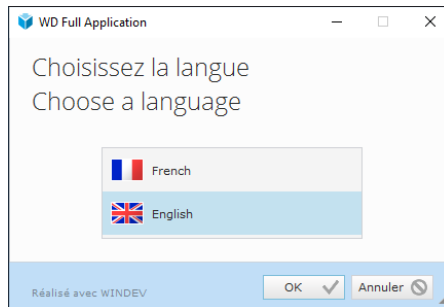 WD Full Application
Choisissez la langue
Choose a language
French
English
Réalisé avec WINDEV
OK
Annuler